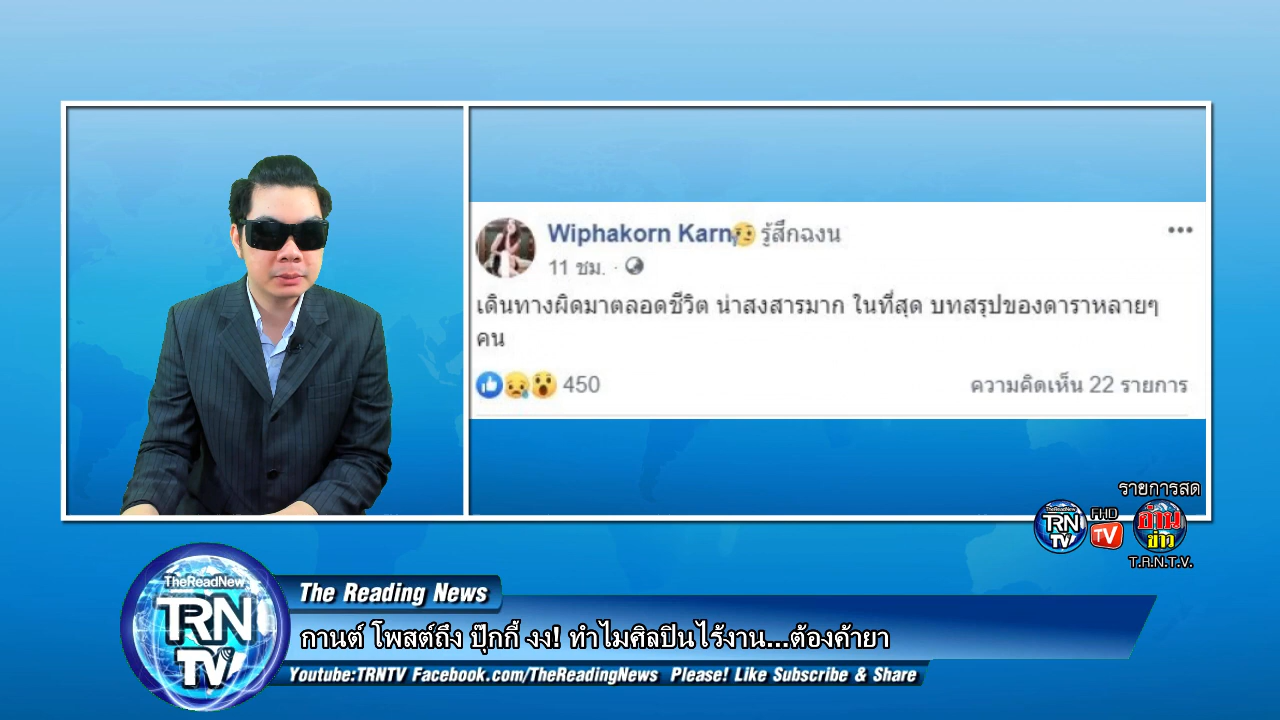 Wiphakorn Karn รู้สึกฉงน
11 ชม. ·
เดินทางผิดมาตลอดชีวิต น่าสงสารมาก ในที่สุด บทสรุปของดาราหลายๆ
คน
450
ความคิดเห็น 22 รายการ
รายการสด
TheReadNew
TRN
TV
FHD
TV
อ่าน
ข่าว
T.R.N.T.V.
TheReadNew
TRN
TV
The Reading News
กานต์ โพสต์ถึง ปุ๊กกี้ งง! ทำไมศิลปินไร้งาน...ต้องค้ายา
Youtube:TRNTV Facebook.com/TheReadingNews Please! Like Subscribe & Share